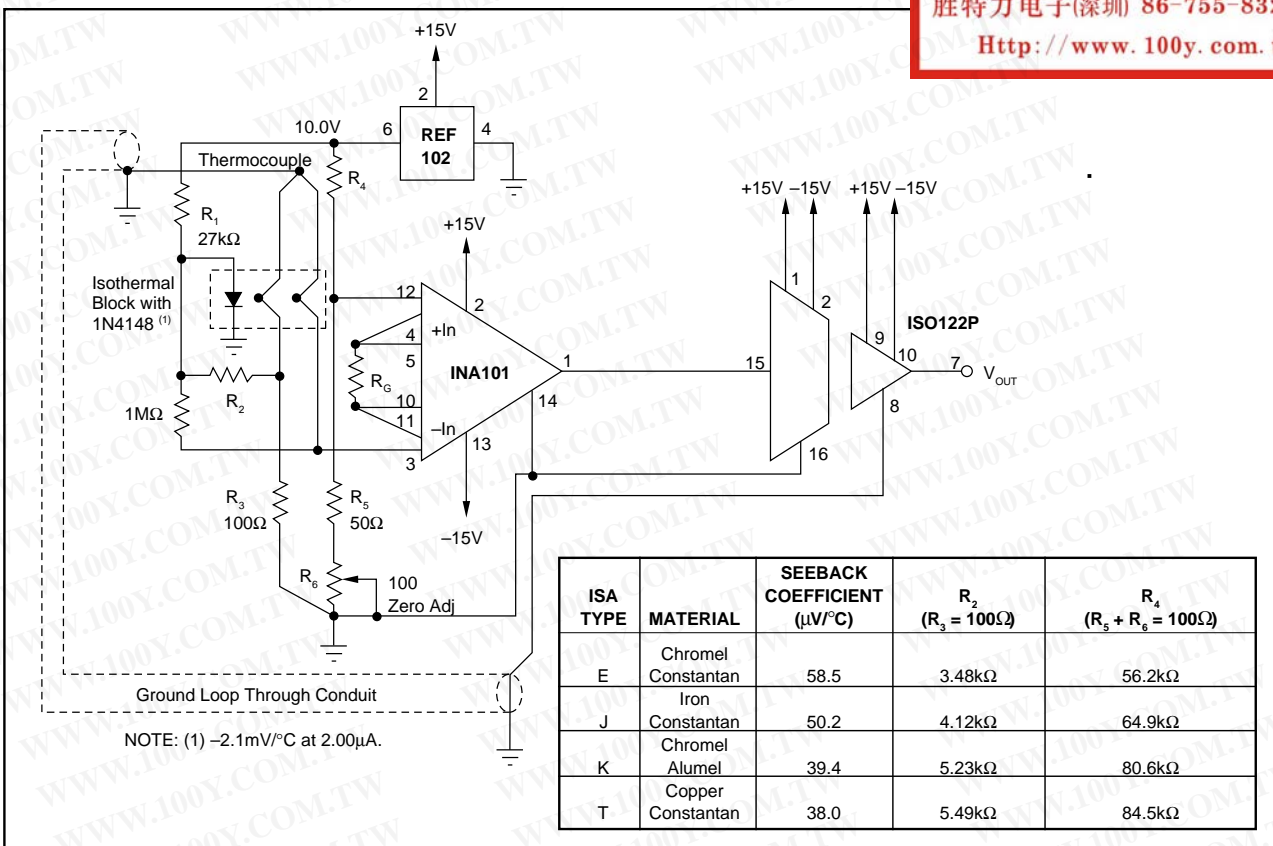 胜特力电子(深圳) 86-755-832
Http://www.100y.com.
+15V
2
10.0V
6
REF
102
4
Thermocouple
R4
R1
27kΩ
+15V
+15V –15V
+15V –15V
Isothermal
Block with
1N4148 (1)
12
2
1
2
ISO122P
4
+In
5
9
10
RG
INA101
1
15
7
VOUT
R2
10
14
8
1MΩ
11
–In
13
3
16
R3
100Ω
R5
50Ω
–15V
R6
100
Zero Adj
Ground Loop Through Conduit
NOTE: (1) –2.1mV/°C at 2.00μA.
ISA
TYPE
MATERIAL
SEEBACK
COEFFICIENT
(μV/°C)
R2
(R3 = 100Ω)
R4
(R5 + R6 = 100Ω)
E
Chromel
Constantan
58.5
3.48kΩ
56.2kΩ
J
Iron
Constantan
50.2
4.12kΩ
64.9kΩ
K
Chromel
Alumel
39.4
5.23kΩ
80.6kΩ
T
Copper
Constantan
38.0
5.49kΩ
84.5kΩ
WWW.100Y.COM.TW